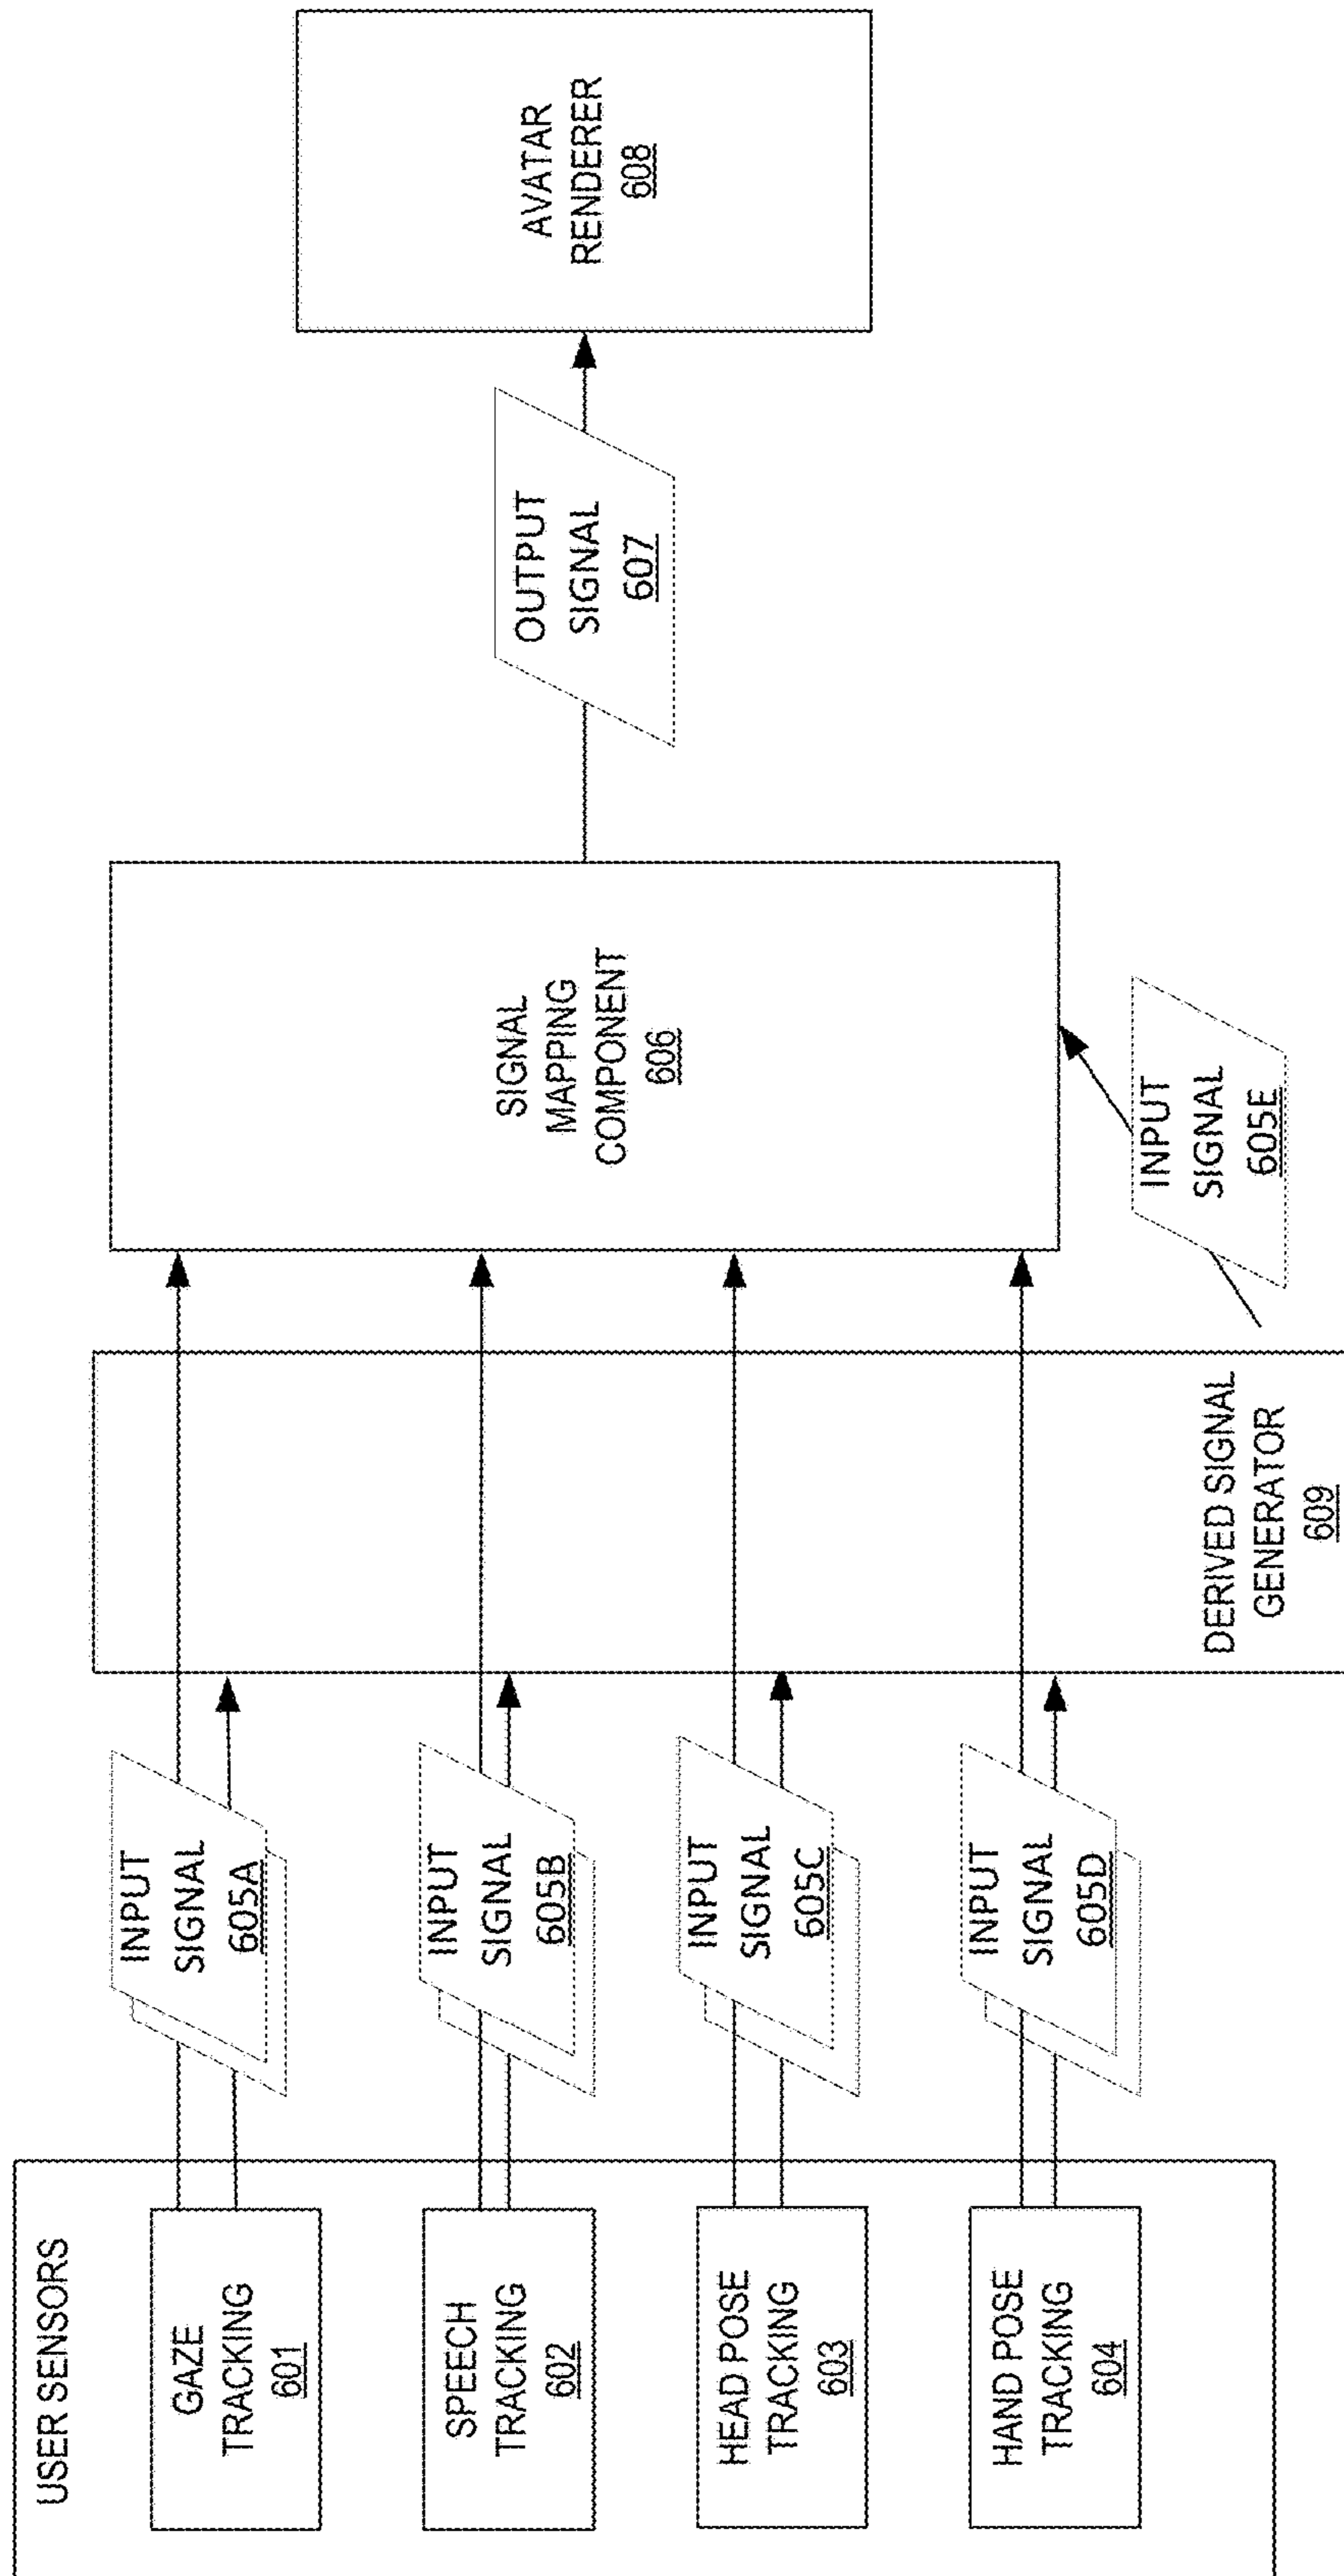 USER SENSORS
GAZE
TRACKING
601
SPEECH
TRACKING
602
HEAD POSE
TRACKING
603
HAND POSE
TRACKING
604
INPUT
SIGNAL
605A
INPUT
SIGNAL
605B
INPUT
SIGNAL
605C
INPUT
SIGNAL
605D
DERIVED SIGNAL
GENERATOR
609
INPUT
SIGNAL
605E
SIGNAL
MAPPING
COMPONENT
606
OUTPUT
SIGNAL
607
AVATAR
RENDERER
608